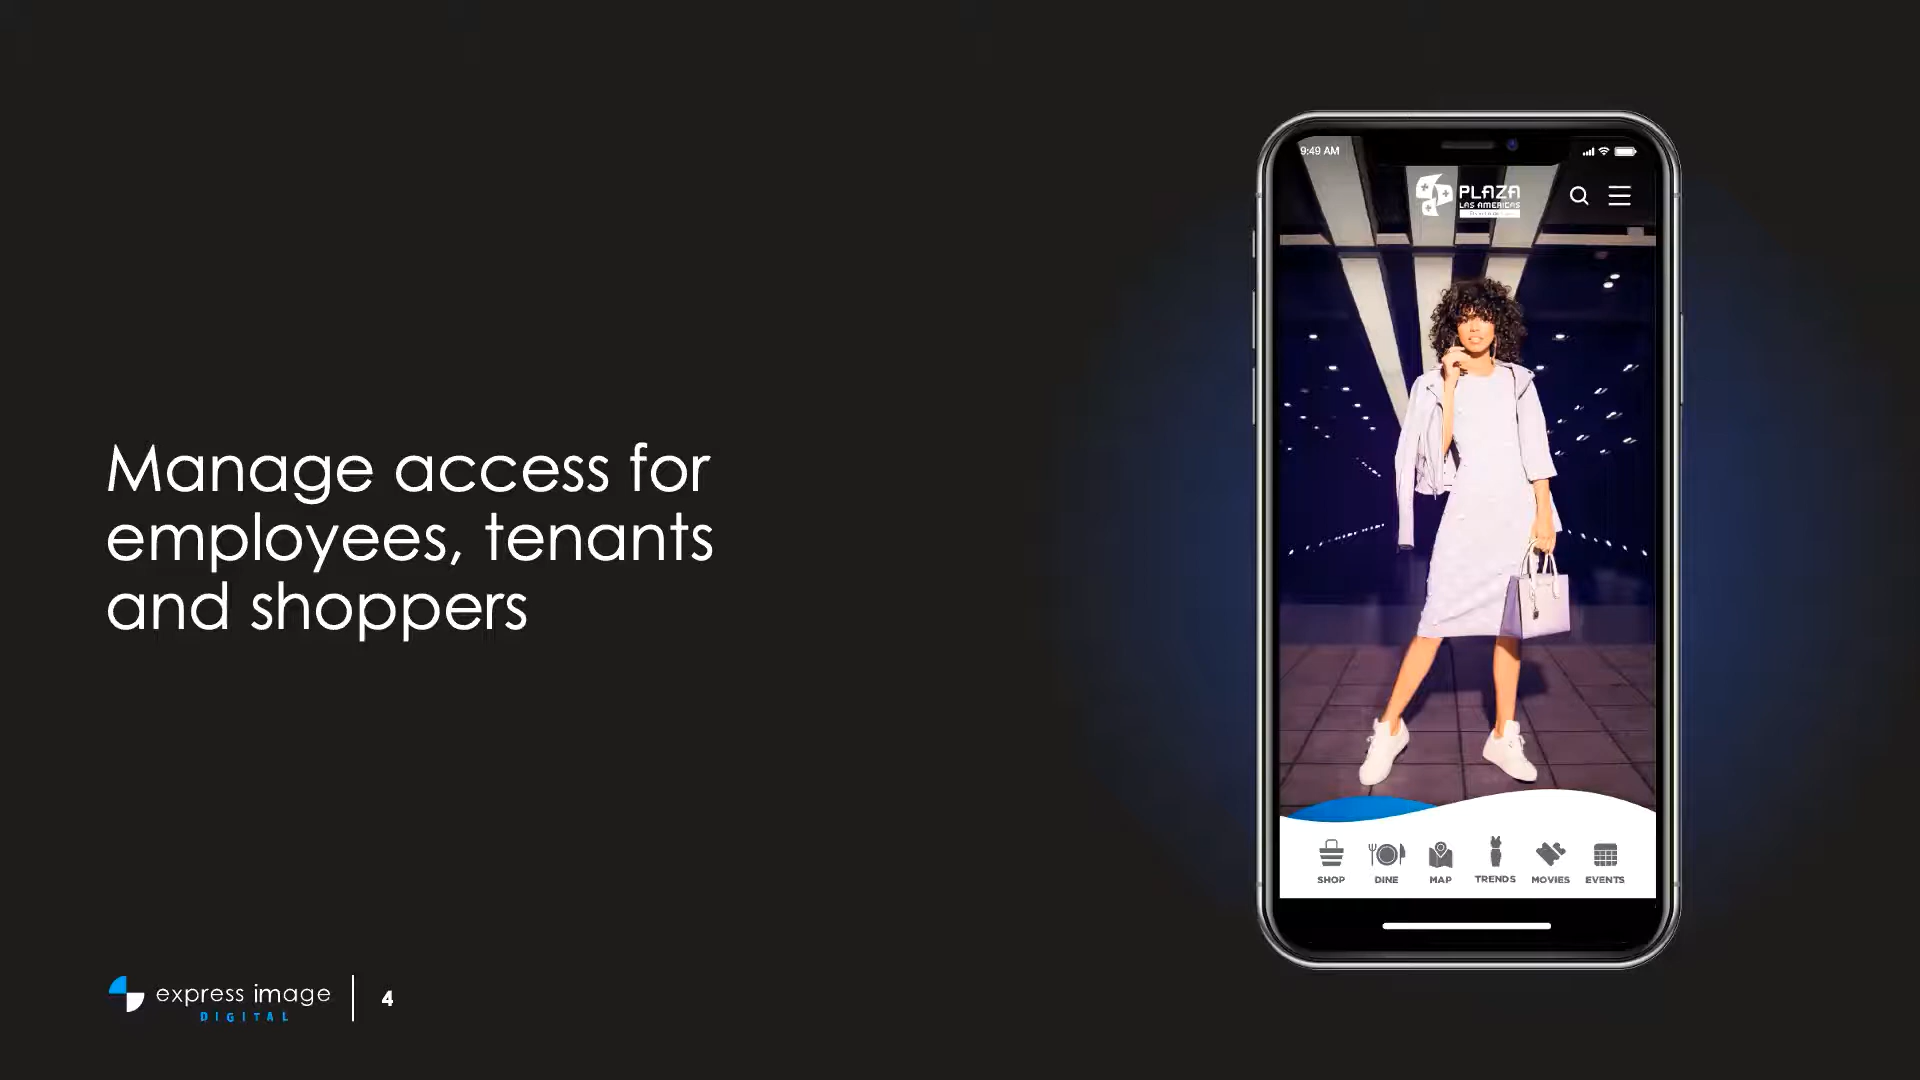 Manage access for
employees, tenants
and shoppers
9:49 AM
PLAZA
LAS AMERICAS
SHOP DINE MAP TRENDS MOVIES EVENTS
express image
DIGITAL
4